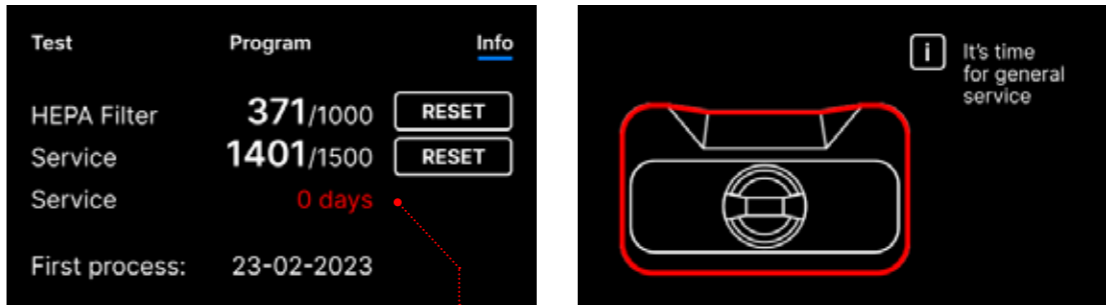 Test Program Info
HEPA Filter 371/1000 RESET
Service 1401/1500 RESET
Service 0 days
First process: 23-02-2023
i It's time
for general
service